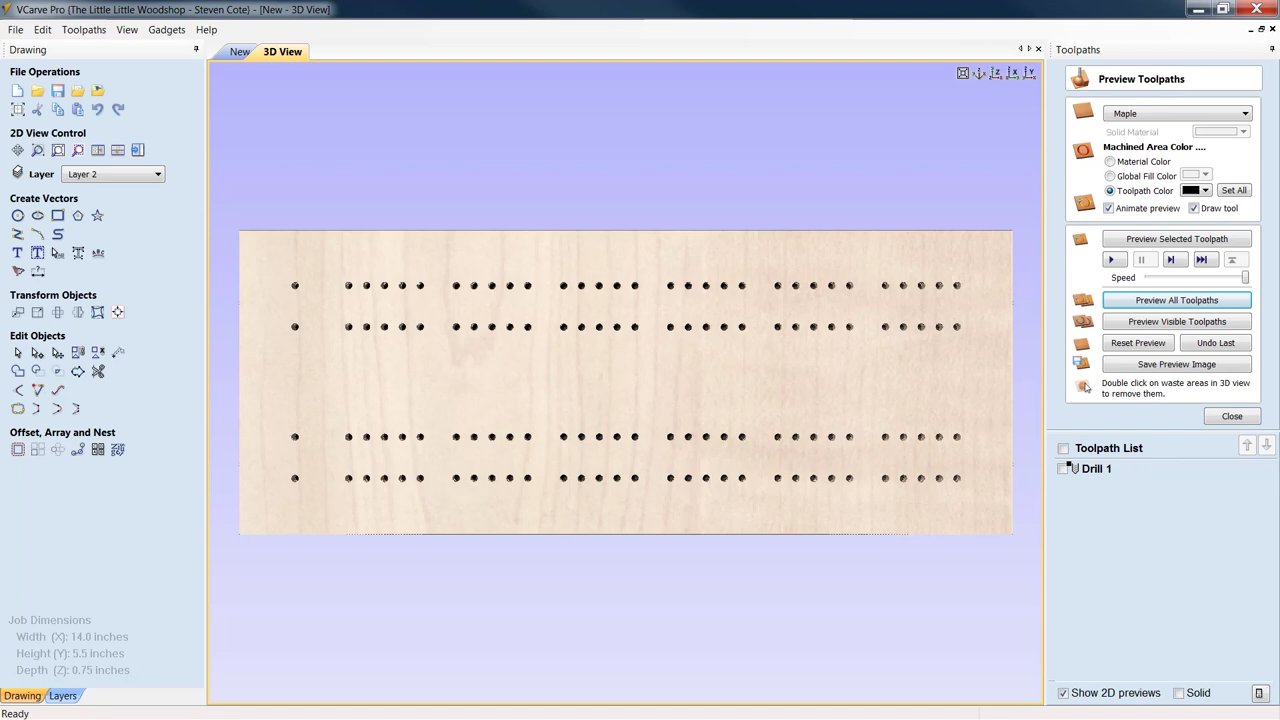 VCarve Pro (The Little Little Woodshop - Steven Cote) - [New - 3D View]
File Edit Toolpaths View Gadgets Help
Drawing
File Operations
2D View Control
Layer Layer 2
Create Vectors
Transform Objects
Edit Objects
Offset, Array and Nest
Job Dimensions
Width (X): 14.0 inches
Height (Y): 5.5 inches
Depth (Z): 0.75 inches
Drawing Layers
Ready
New 3D View
Z X Y
Toolpaths
Preview Toolpaths
Maple
Solid Material
Machined Area Color ....
Material Color
Global Fill Color
Toolpath Color Set All
Animate preview Draw tool
Preview Selected Toolpath
Speed
Preview All Toolpaths
Preview Visible Toolpaths
Reset Preview Undo Last
Save Preview Image
Double click on waste areas in 3D view
to remove them.
Close
Toolpath List
Drill 1
Show 2D previews Solid